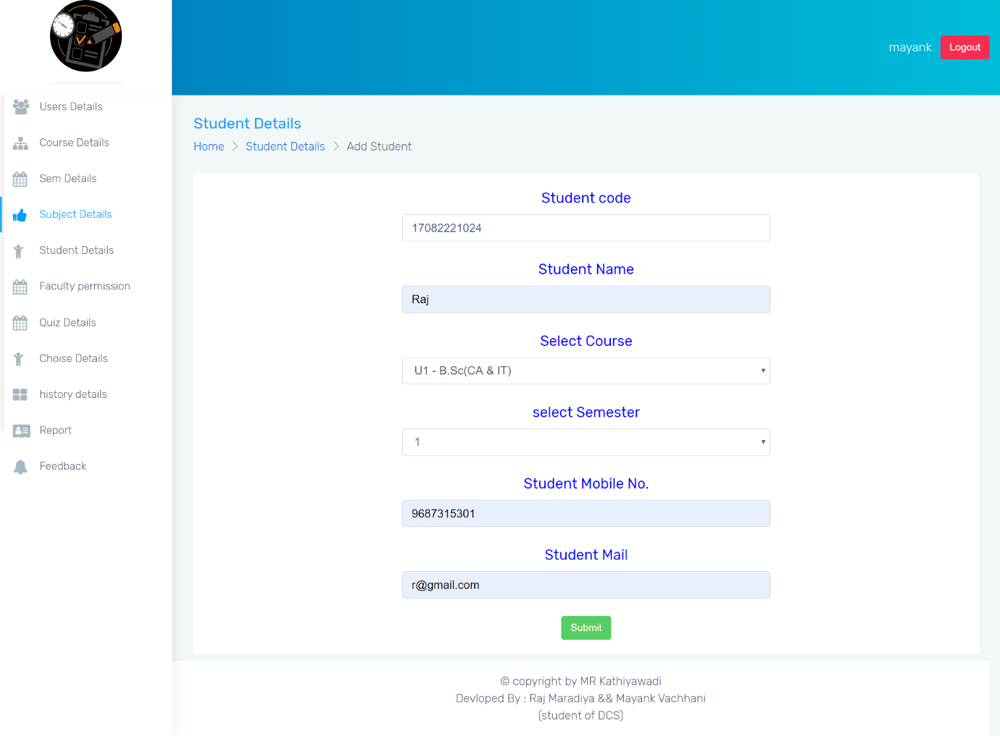 mayank
Logout
Users Details
Course Details
Sem Details
Subject Details
Student Details
Faculty permission
Quiz Details
Choise Details
history details
Report
Feedback
Student Details
Home > Student Details > Add Student
Student code
17082221024
Student Name
Raj
Select Course
U1 - B.Sc(CA & IT)
select Semester
1
Student Mobile No.
9687315301
Student Mail
r@gmail.com
Submit
© copyright by MR Kathiyawadi
Devloped By : Raj Maradiya && Mayank Vachhani
(student of DCS)